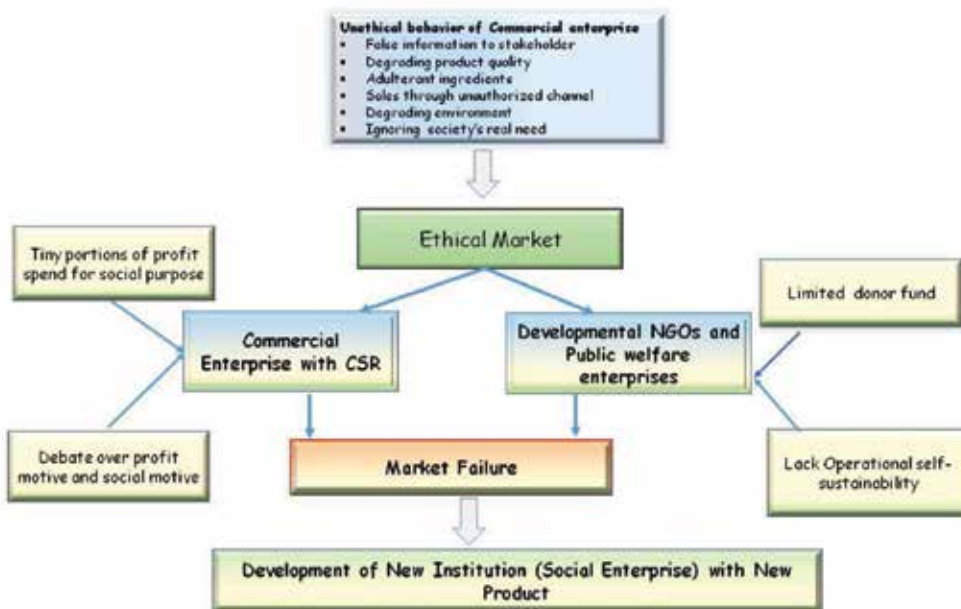 Unethical behavior of Commercial enterprise
• False information to stakeholder
• Degrading product quality
• Adulterant ingredients
• Sales through unauthorized channel
• Degrading environment
• Ignoring society's real need
Ethical Market
Tiny portions of profit
spend for social purpose
Limited donor fund
Commercial
Enterprise with CSR
Developmental NGOs and
Public welfare
enterprises
Debate over profit
motive and social motive
Market Failure
Lack Operational self-
sustainability
Development of New Institution (Social Enterprise) with New
Product